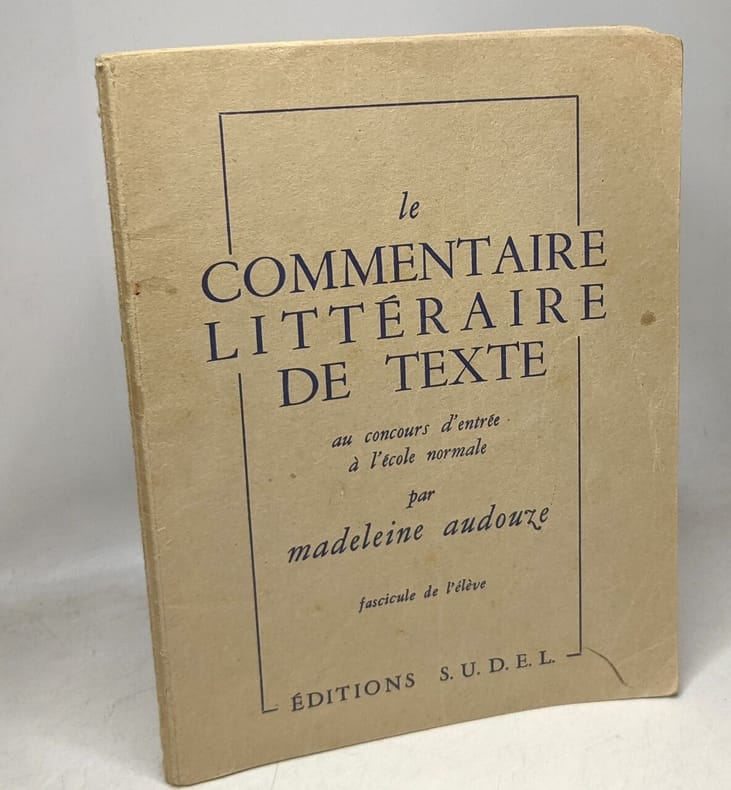 le
COMMENTAIRE
LITTÉRAIRE
DE TEXTE
au concours d'entrée
à l'école normale
par
madeleine audouze
fascicule de l'élève
ÉDITIONS S. U. D. E. L.